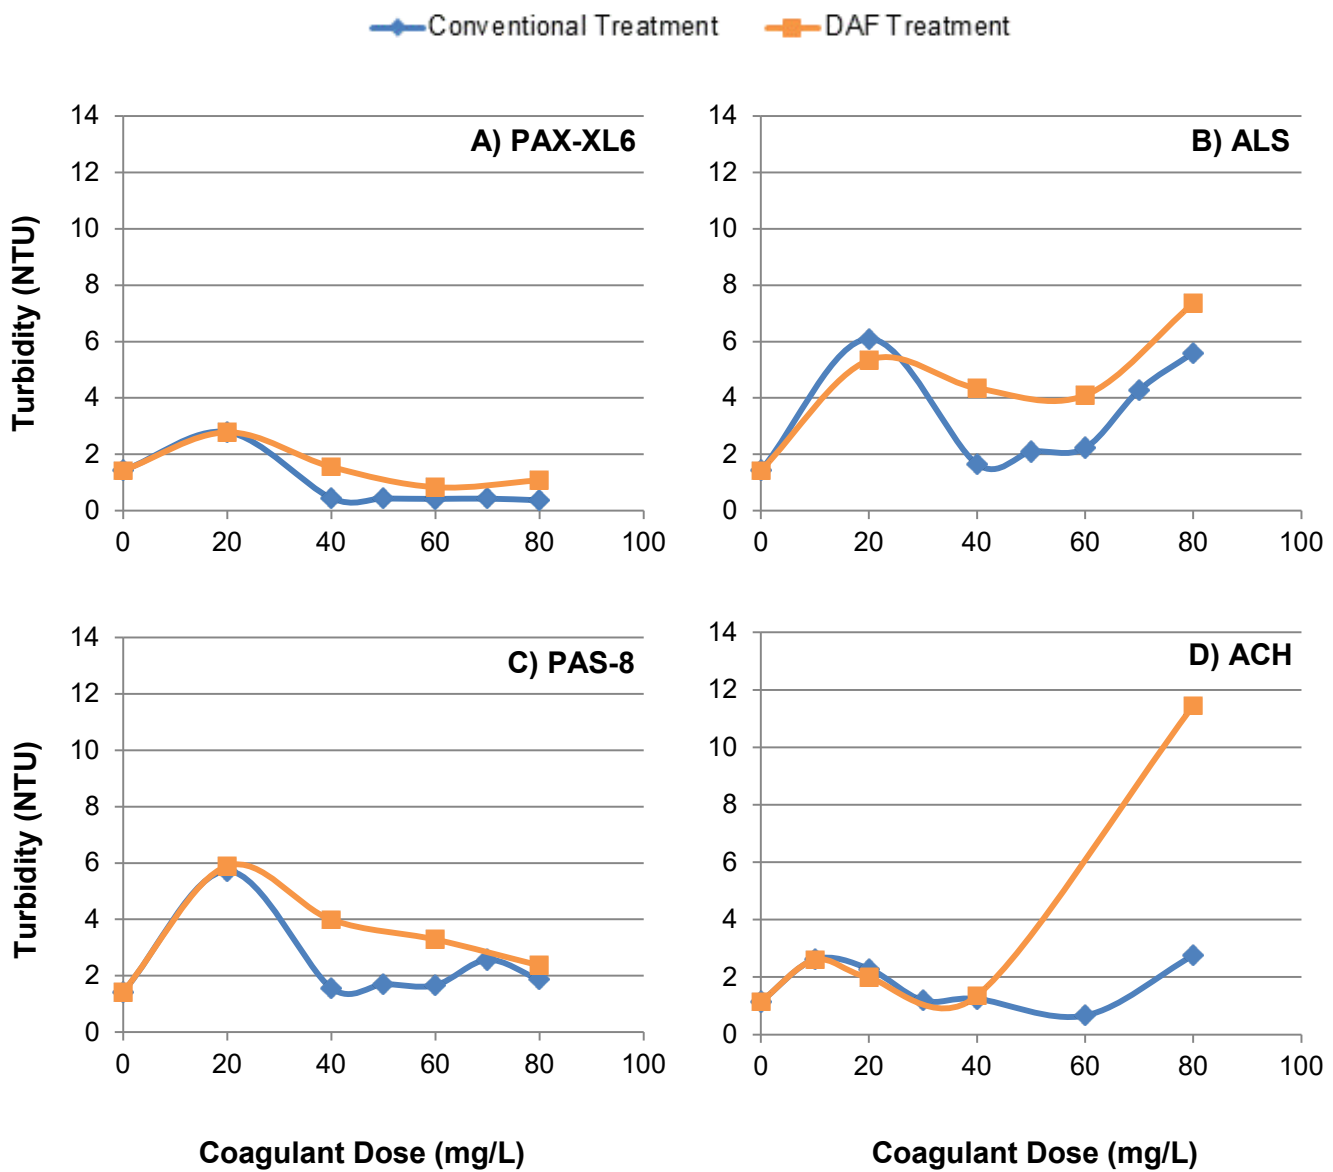 Conventional Treatment DAF Treatment
A) PAX-XL6
Turbidity (NTU)
14
12
10
8
6
4
2
0
0 20 40 60 80 100
B) ALS
14
12
10
8
6
4
2
0
0 20 40 60 80 100
C) PAS-8
Turbidity (NTU)
14
12
10
8
6
4
2
0
0 20 40 60 80 100
Coagulant Dose (mg/L)
D) ACH
14
12
10
8
6
4
2
0
0 20 40 60 80 100
Coagulant Dose (mg/L)